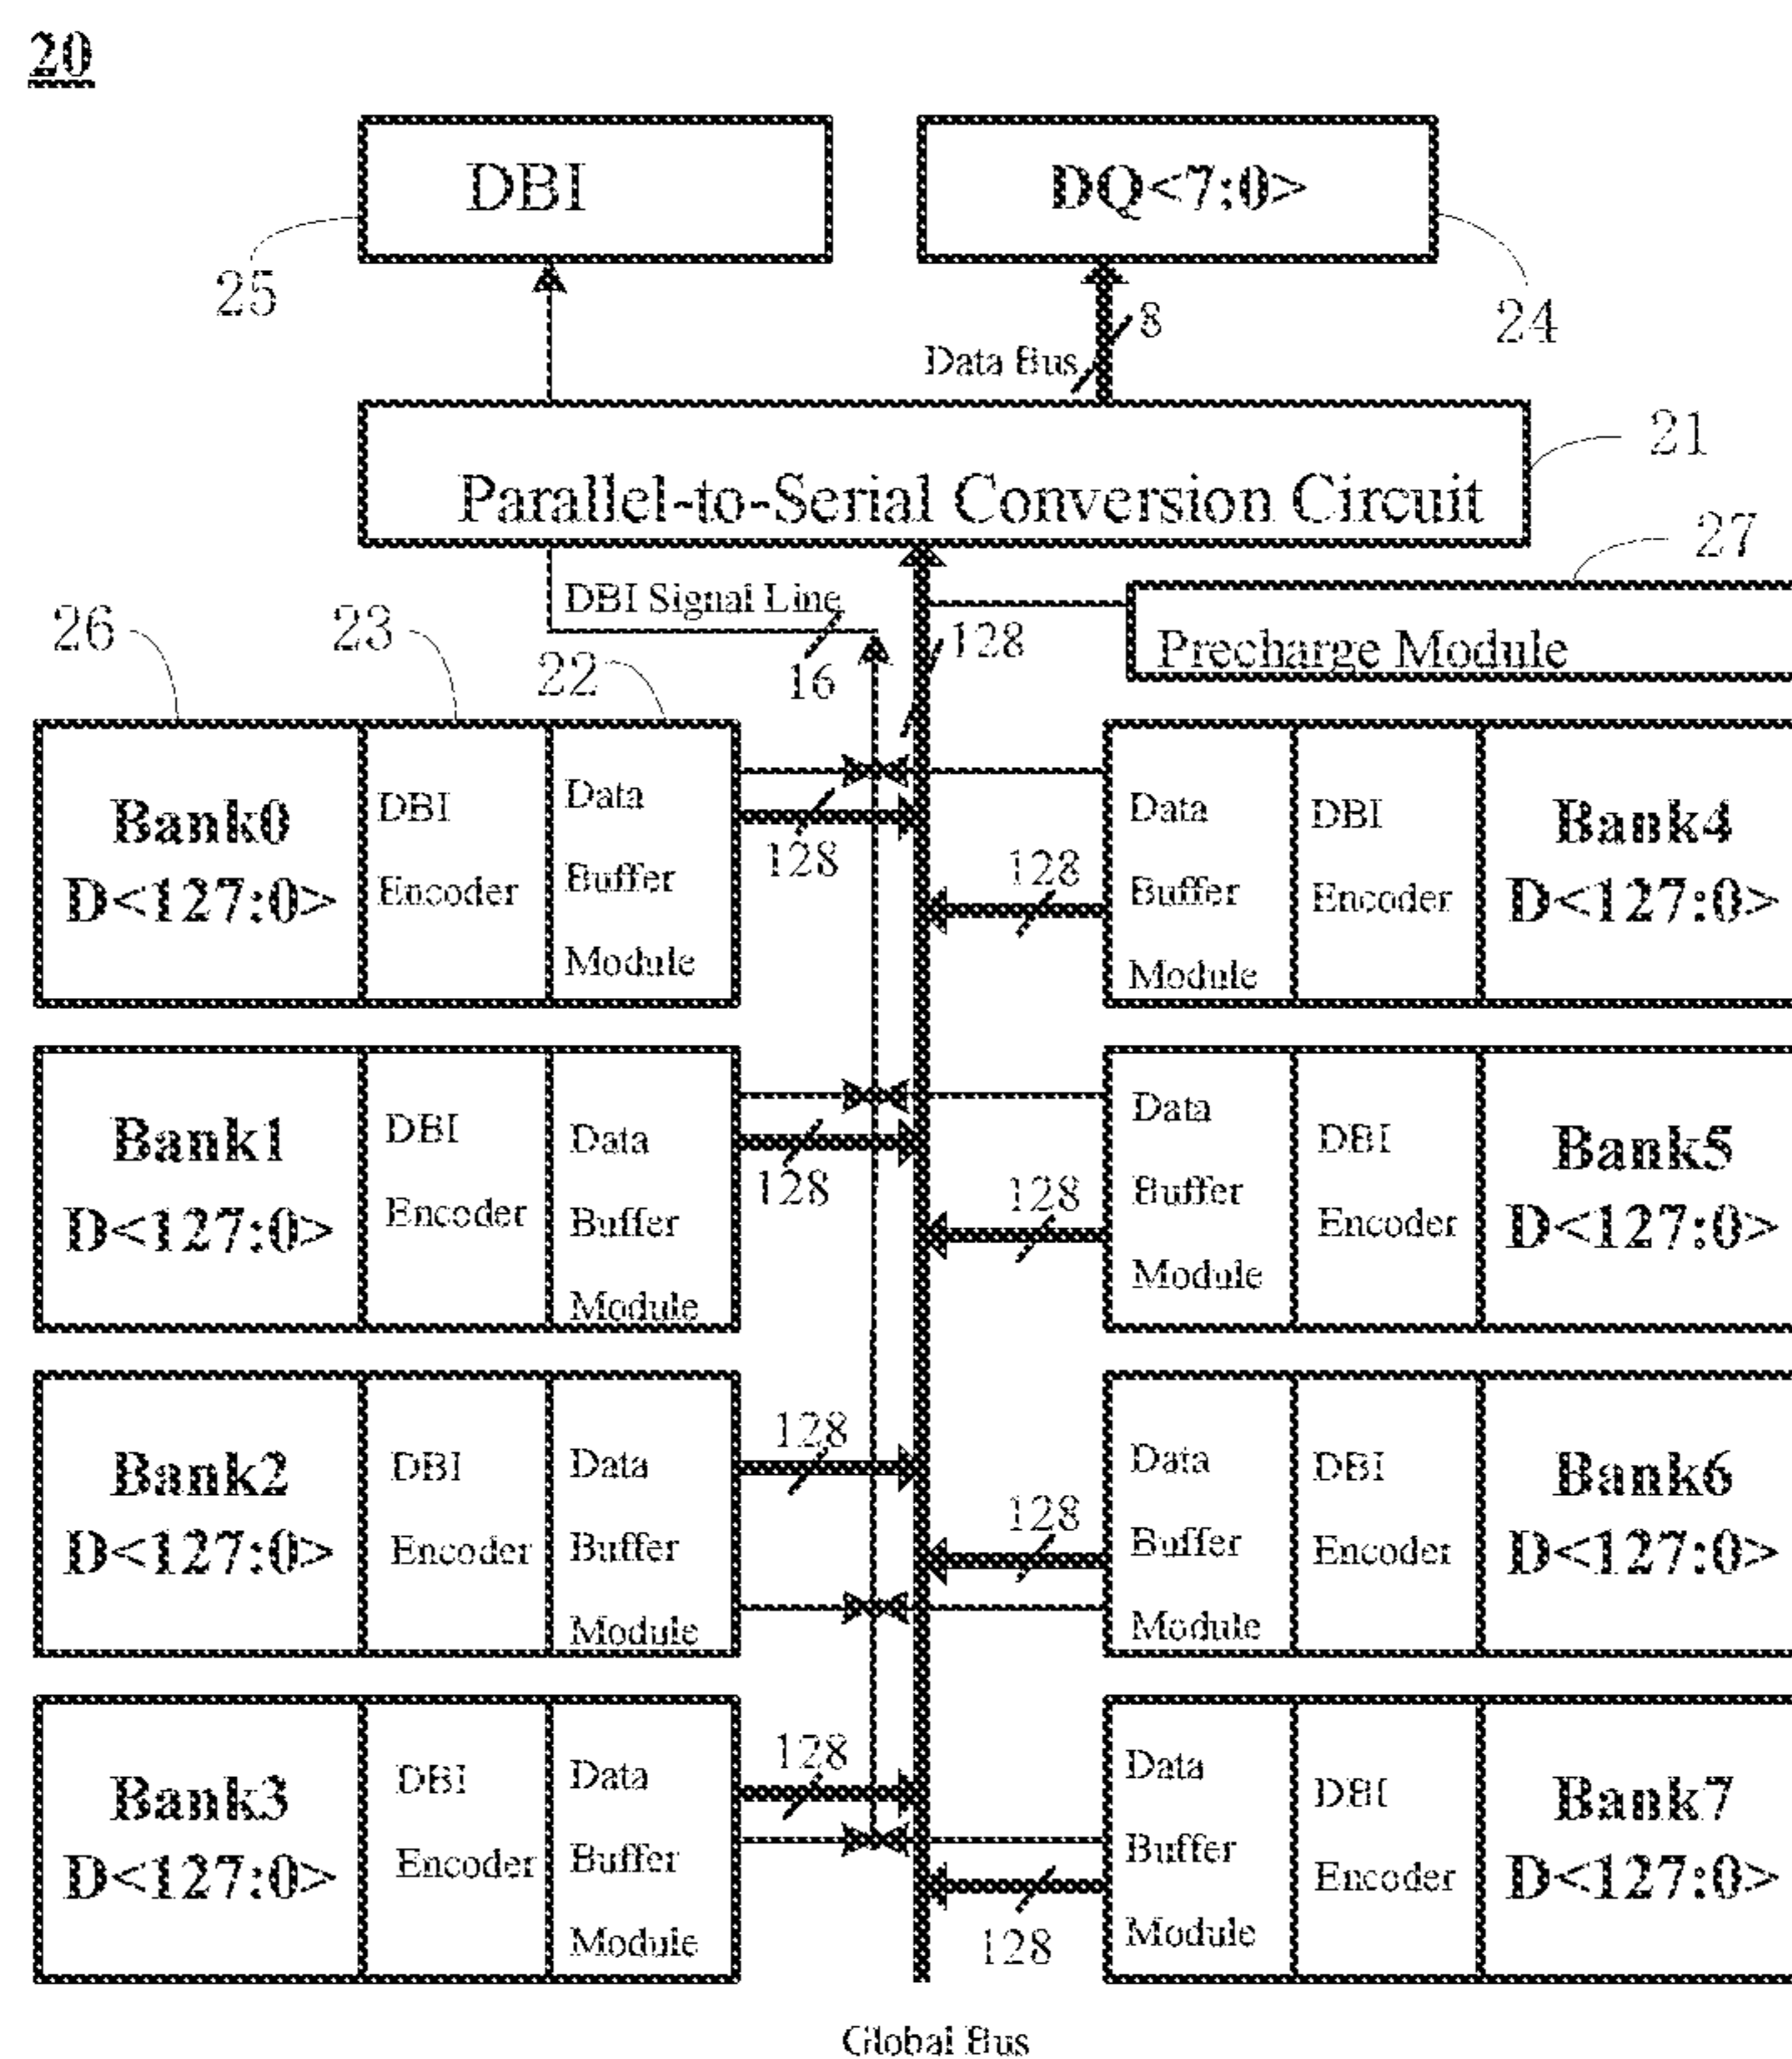 20
DBI
DQ<7:0>
25
24
8
Data Bus
21
Parallel-to-Serial Conversion Circuit
27
DBI Signal Line
16
128
Precharge Module
26
23
22
Bank0
D<127:0>
DBI
Encoder
Data
Buffer
Module
128
128
Data
Buffer
Module
DBI
Encoder
Bank4
D<127:0>
Bank1
D<127:0>
DBI
Encoder
Data
Buffer
Module
128
128
Data
Buffer
Module
DBI
Encoder
Bank5
D<127:0>
Bank2
D<127:0>
DBI
Encoder
Data
Buffer
Module
128
128
Data
Buffer
Module
DBI
Encoder
Bank6
D<127:0>
Bank3
D<127:0>
DBI
Encoder
Data
Buffer
Module
128
128
Data
Buffer
Module
DBI
Encoder
Bank7
D<127:0>
Global Bus